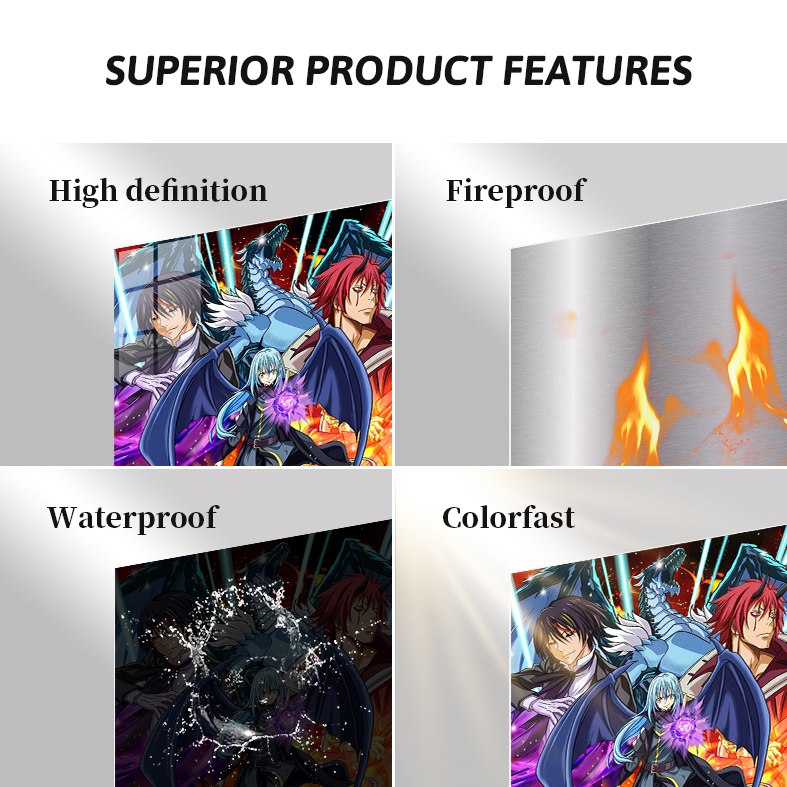 SUPERIOR PRODUCT FEATURES
High definition
Fireproof
Waterproof
Colorfast